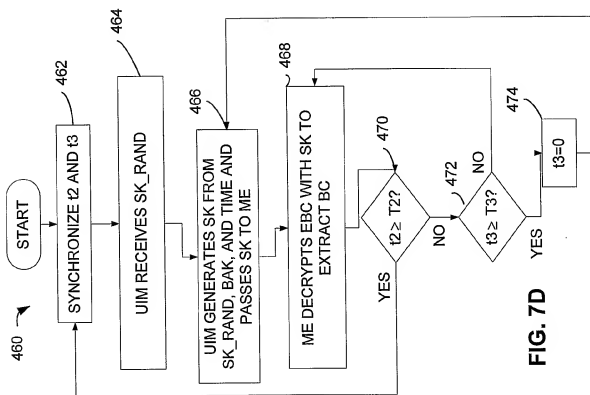 460
START
462
SYNCHRONIZE t2 AND t3
464
UIM RECEIVES SK_RAND
466
UIM GENERATES SK FROM
SK_RAND, BAK, AND TIME AND
PASSES SK TO ME
468
ME DECRYPTS EBC WITH SK TO
EXTRACT BC
470
t2 ≥ T2?
YES
NO
472
t3 ≥ T3?
NO
YES
474
t3=0
FIG. 7D